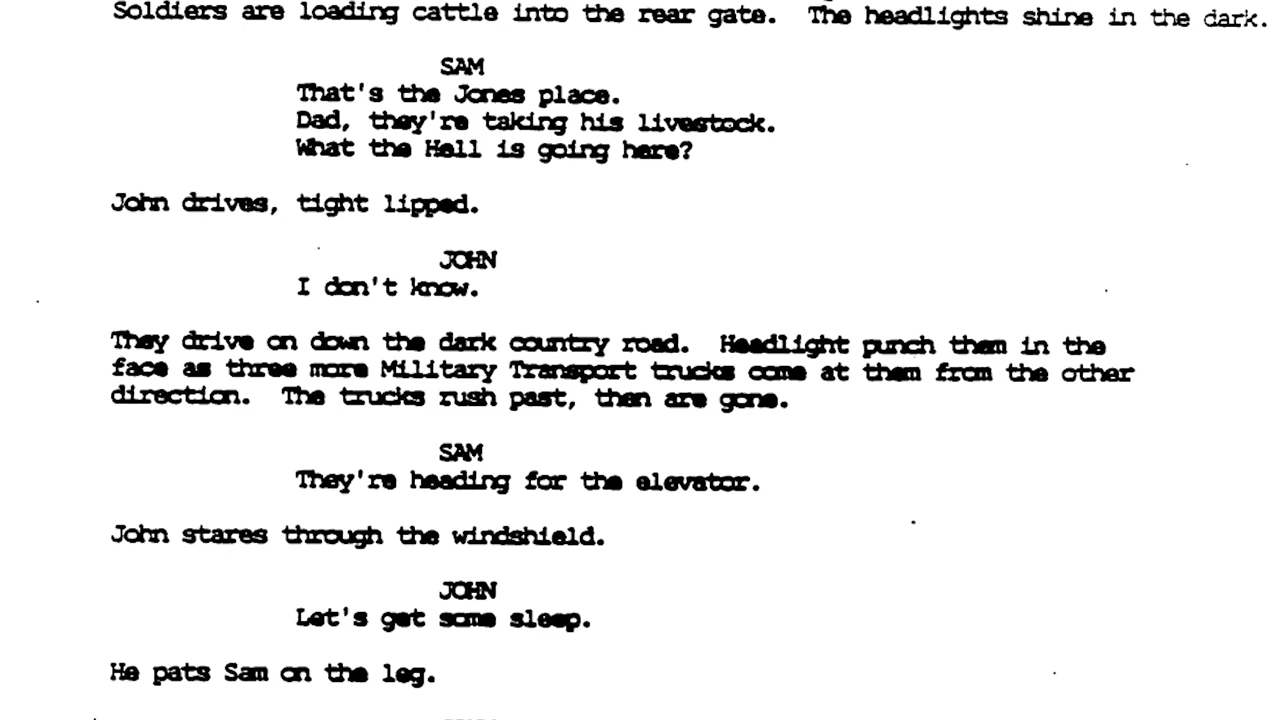 Soldiers are loading cattle into the rear gate. The headlights shine in the dark.
SAM
That's the Jones place.
Dad, they're taking his livestock.
What the Hell is going here?
John drives, tight lipped.
JOHN
I don't know.
They drive on down the dark country road. Headlight punch them in the
face as three more Military Transport trucks come at them from the other
direction. The trucks rush past, then are gone.
SAM
They're heading for the elevator.
John stares through the windshield.
JOHN
Let's get some sleep.
He pats Sam on the leg.